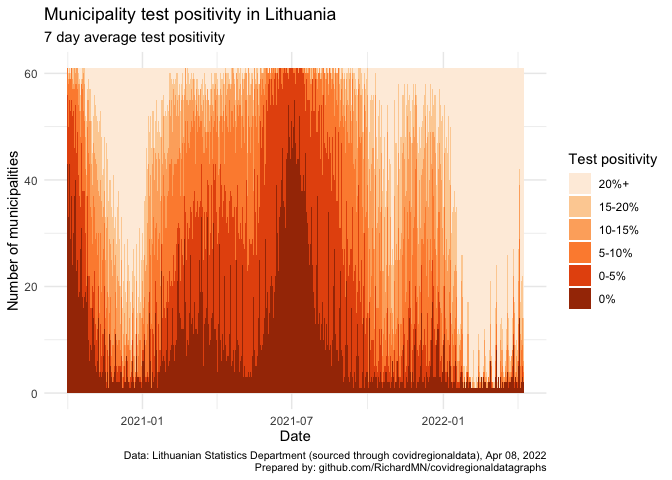 Municipality test positivity in Lithuania
7 day average test positivity
Number of municipalities
60
40
20
0
2021-01
2021-07
2022-01
Date
Test positivity
20%+
15-20%
10-15%
5-10%
0-5%
0%
Data: Lithuanian Statistics Department (sourced through covidregionaldata), Apr 08, 2022
Prepared by: github.com/RichardMN/covidregionaldatagraphs